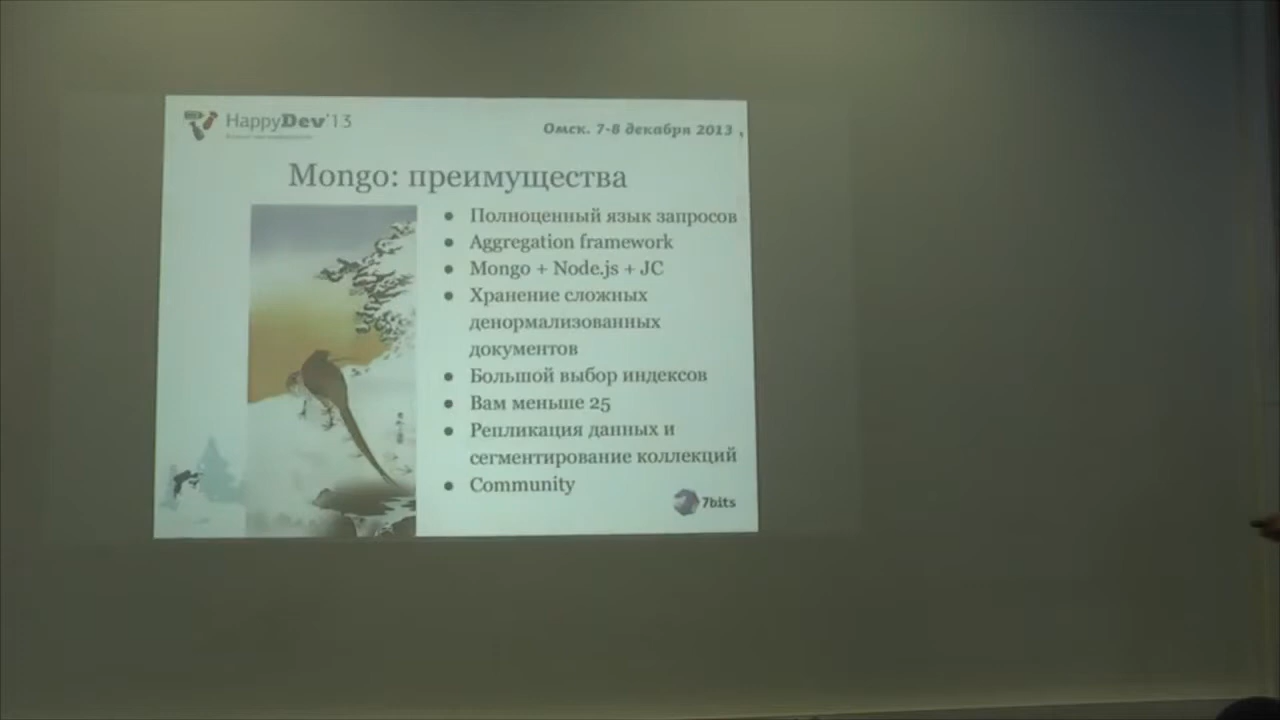 HappyDev'13
Омск. 7-8 декабря 2013
Mongo: преимущества
● Полноценный язык запросов
● Aggregation framework
● Mongo + Node.js + JC
● Хранение сложных
денормализованных
документов
● Большой выбор индексов
● Вам меньше 25
● Репликация данных и
сегментирование коллекций
● Community
7bits